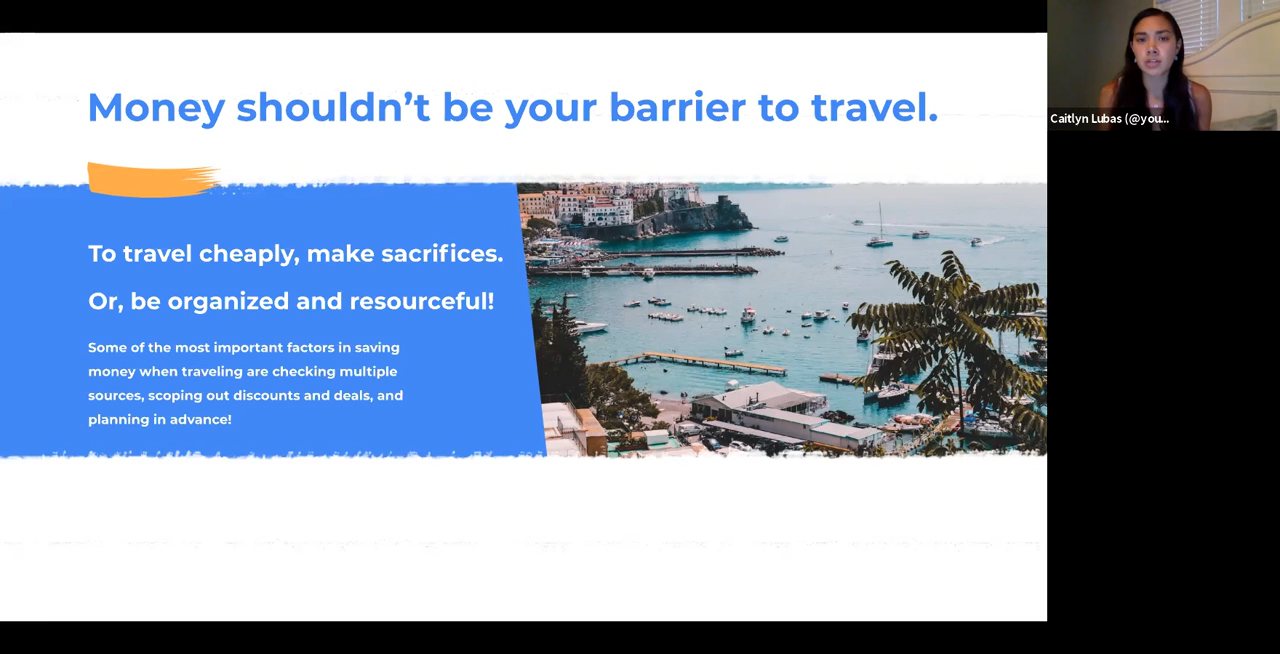 Money shouldn’t be your barrier to travel.
To travel cheaply, make sacrifices.
Or, be organized and resourceful!
Some of the most important factors in saving
money when traveling are checking multiple
sources, scoping out discounts and deals, and
planning in advance!
Caitlyn Lubas (@you...